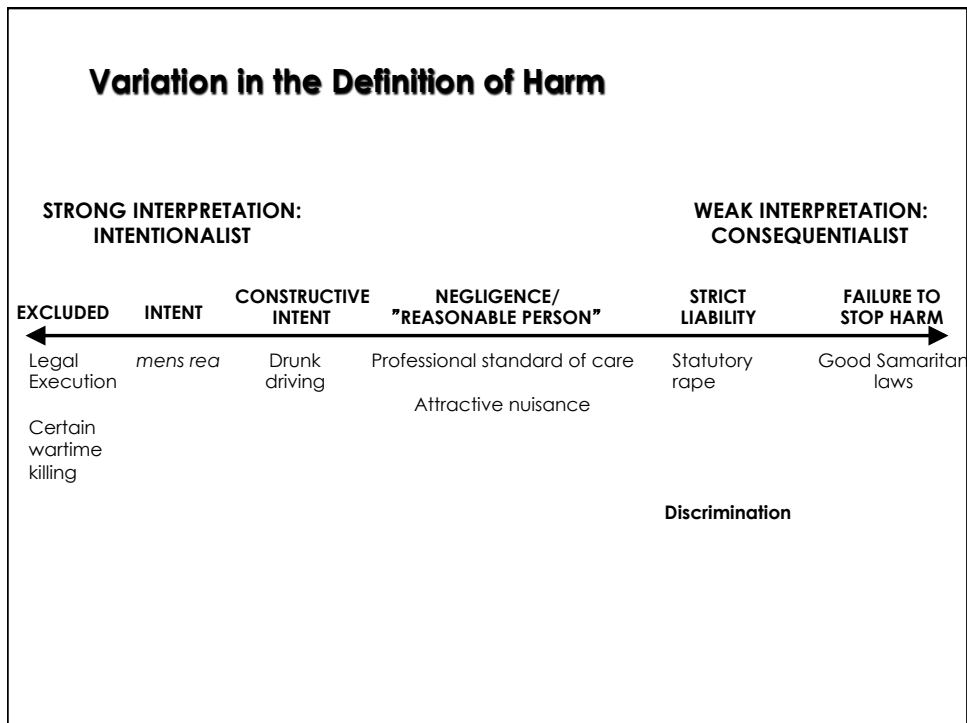 Variation in the Definition of Harm
STRONG INTERPRETATION:
INTENTIONALIST
WEAK INTERPRETATION:
CONSEQUENTIALIST
EXCLUDED
INTENT
CONSTRUCTIVE
INTENT
NEGLIGENCE/
”REASONABLE PERSON”
STRICT
LIABILITY
FAILURE TO
STOP HARM
Legal
Execution
Certain
wartime
killing
mens rea
Drunk
driving
Professional standard of care
Attractive nuisance
Statutory
rape
Good Samaritan
laws
Discrimination